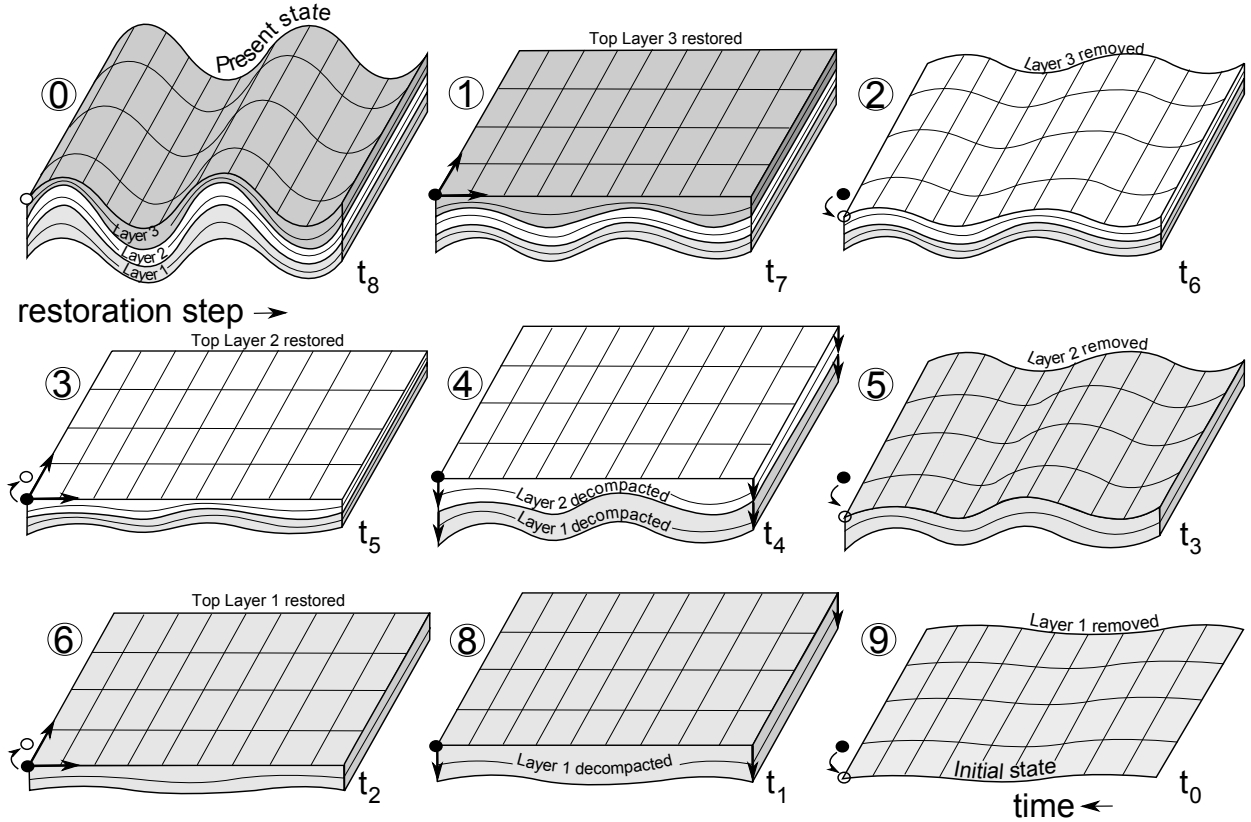 Present state
⓪
Layer 3
Layer 2
Layer 1
t8
restoration step →
Top Layer 3 restored
①
t7
Layer 3 removed
②
t6
Top Layer 2 restored
③
t5
④
Layer 2 decompacted
Layer 1 decompacted
t4
Layer 2 removed
⑤
t3
Top Layer 1 restored
⑥
t2
⑧
Layer 1 decompacted
t1
Layer 1 removed
⑨
Initial state
t0
time ←